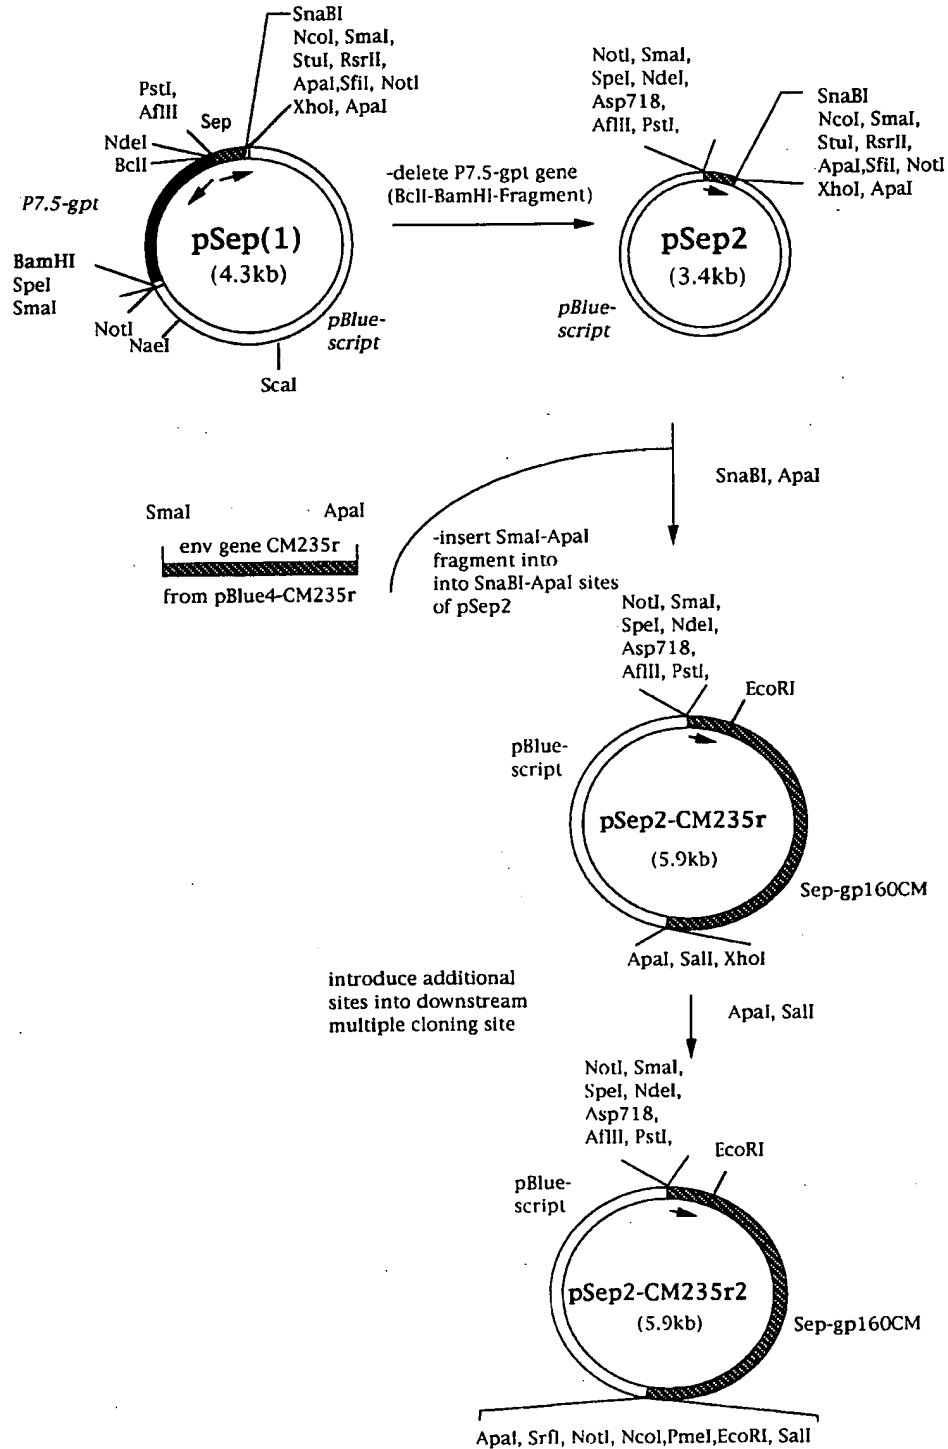 SnaBI
NcoI, SmaI,
StuI, RsrII,
ApaI,SfiI, NotI
XhoI, ApaI
PstI,
AflII
Sep
NdeI
BclI
P7.5-gpt
pSep(1)
(4.3kb)
BamHI
SpeI
SmaI
NotI
NaeI
pBlue-
script
ScaI
-delete P7.5-gpt gene
(BclI-BamHI-Fragment)
NotI, SmaI,
SpeI, NdeI,
Asp718,
AflII, PstI,
SnaBI
NcoI, SmaI,
StuI, RsrII,
ApaI,SfiI, NotI
XhoI, ApaI
pSep2
(3.4kb)
pBlue-
script
SnaBI, ApaI
SmaI ApaI
env gene CM235r
from pBlue4-CM235r
-insert SmaI-ApaI
fragment into
into SnaBI-ApaI sites
of pSep2
NotI, SmaI,
SpeI, NdeI,
Asp718,
AflII, PstI,
EcoRI
pBlue-
script
pSep2-CM235r
(5.9kb)
Sep-gp160CM
ApaI, SalI, XhoI
introduce additional
sites into downstream
multiple cloning site
ApaI, SalI
NotI, SmaI,
SpeI, NdeI,
Asp718,
AflII, PstI,
EcoRI
pBlue-
script
pSep2-CM235r2
(5.9kb)
Sep-gp160CM
ApaI, SrfI, NotI, NcoI,PmeI,EcoRI, SalI